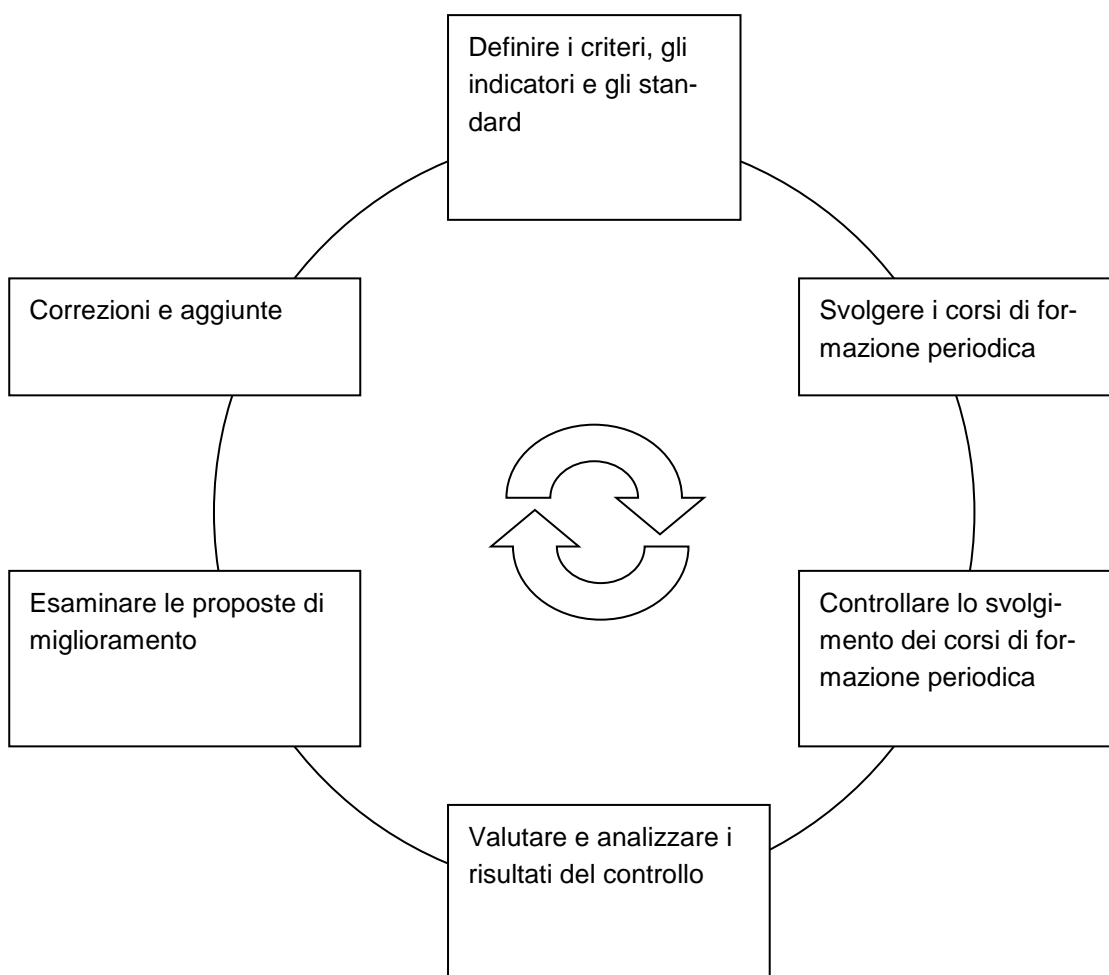 Definire i criteri, gli
indicatori e gli stan-
dard
Correzioni e aggiunte
Svolgere i corsi di for-
mazione periodica
Esaminare le proposte di
miglioramento
Controllare lo svolgi-
mento dei corsi di for-
mazione periodica
Valutare e analizzare i
risultati del controllo